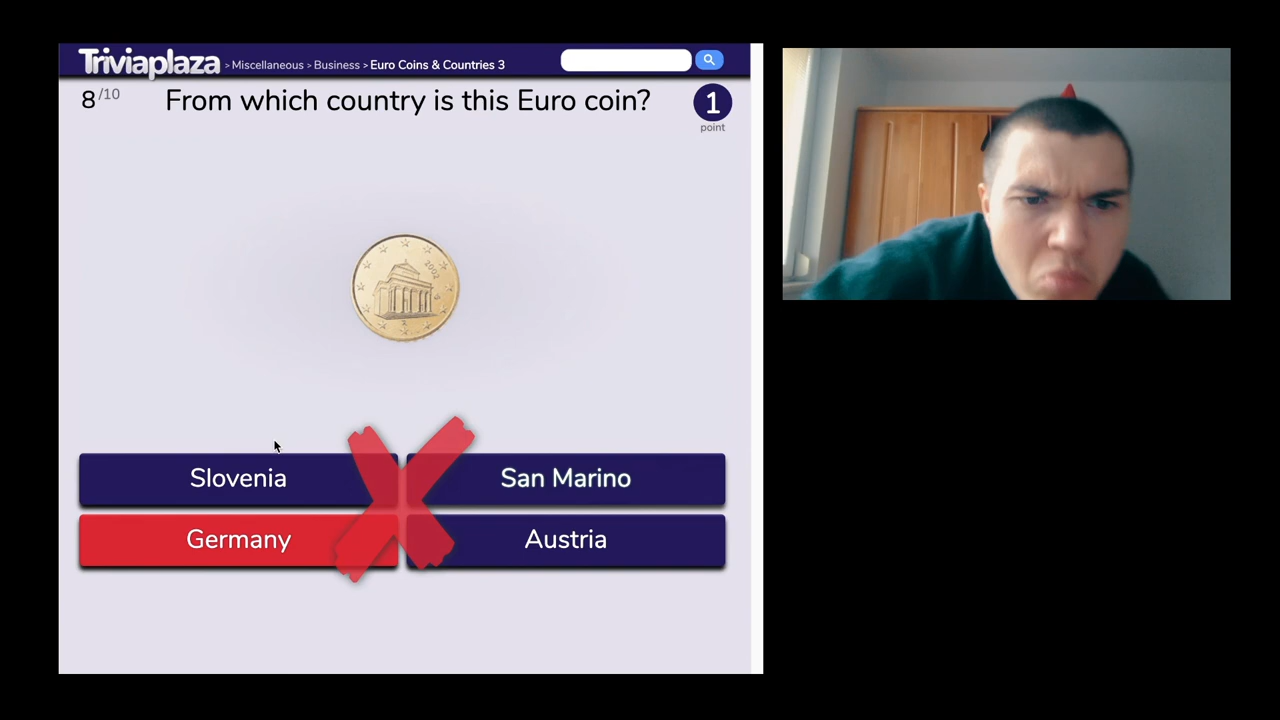 Triviaplaza > Miscellaneous > Business > Euro Coins & Countries 3
8/10 From which country is this Euro coin? 1
point
2002
Slovenia San Marino
Germany Austria